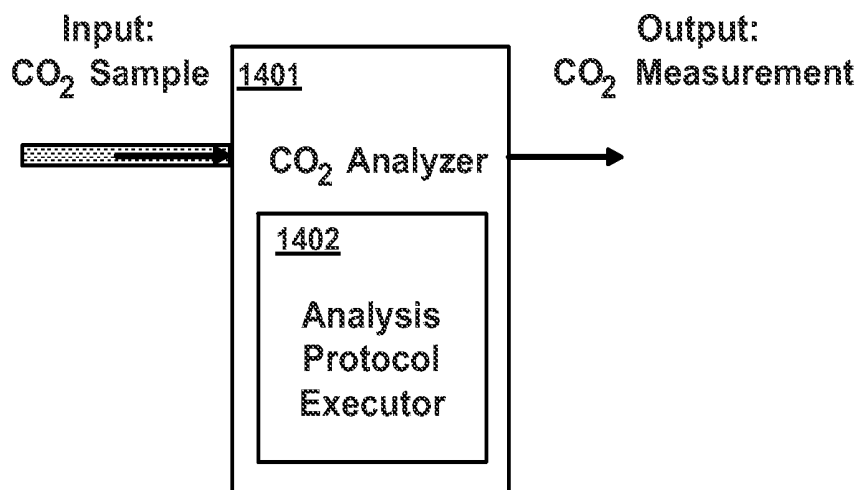 Input:
CO₂ Sample
Output:
CO₂ Measurement
1401
CO₂ Analyzer
1402
Analysis
Protocol
Executor